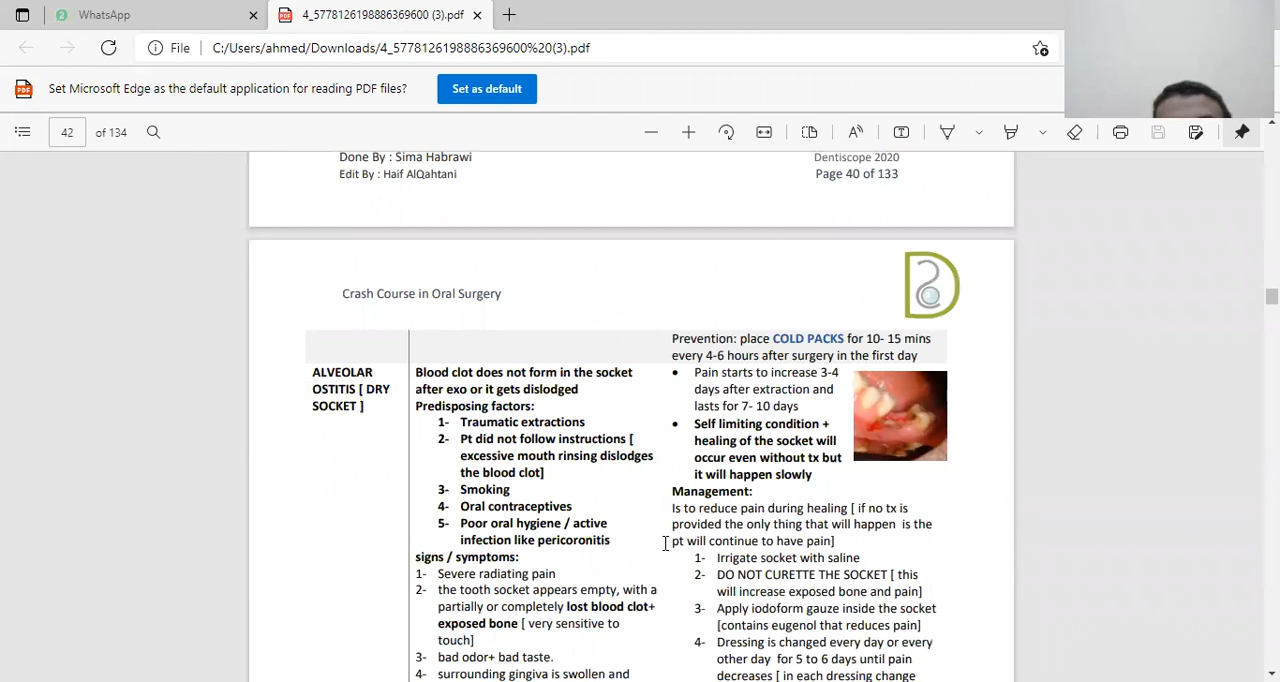 WhatsApp
4_5778126198886369600 (3).pdf
File
C:/Users/ahmed/Downloads/4_5778126198886369600%20(3).pdf
Set Microsoft Edge as the default application for reading PDF files?
Set as default
42 of 134
Done By : Sima Habrawi
Edit By : Haif AlQahtani
Dentiscope 2020
Page 40 of 133
Crash Course in Oral Surgery
Prevention: place COLD PACKS for 10- 15 mins
every 4-6 hours after surgery in the first day
ALVEOLAR
OSTITIS [ DRY
SOCKET ]
Blood clot does not form in the socket
after exo or it gets dislodged
Predisposing factors:
1- Traumatic extractions
2- Pt did not follow instructions [
excessive mouth rinsing dislodges
the blood clot]
3- Smoking
4- Oral contraceptives
5- Poor oral hygiene / active
infection like pericoronitis
signs / symptoms:
1- Severe radiating pain
2- the tooth socket appears empty, with a
partially or completely lost blood clot+
exposed bone [ very sensitive to
touch]
3- bad odor+ bad taste.
4- surrounding gingiva is swollen and
• Pain starts to increase 3-4
days after extraction and
lasts for 7- 10 days
• Self limiting condition +
healing of the socket will
occur even without tx but
it will happen slowly
Management:
Is to reduce pain during healing [ if no tx is
provided the only thing that will happen is the
pt will continue to have pain]
1- Irrigate socket with saline
2- DO NOT CURETTE THE SOCKET [ this
will increase exposed bone and pain]
3- Apply iodoform gauze inside the socket
[contains eugenol that reduces pain]
4- Dressing is changed every day or every
other day for 5 to 6 days until pain
decreases [ in each dressing change